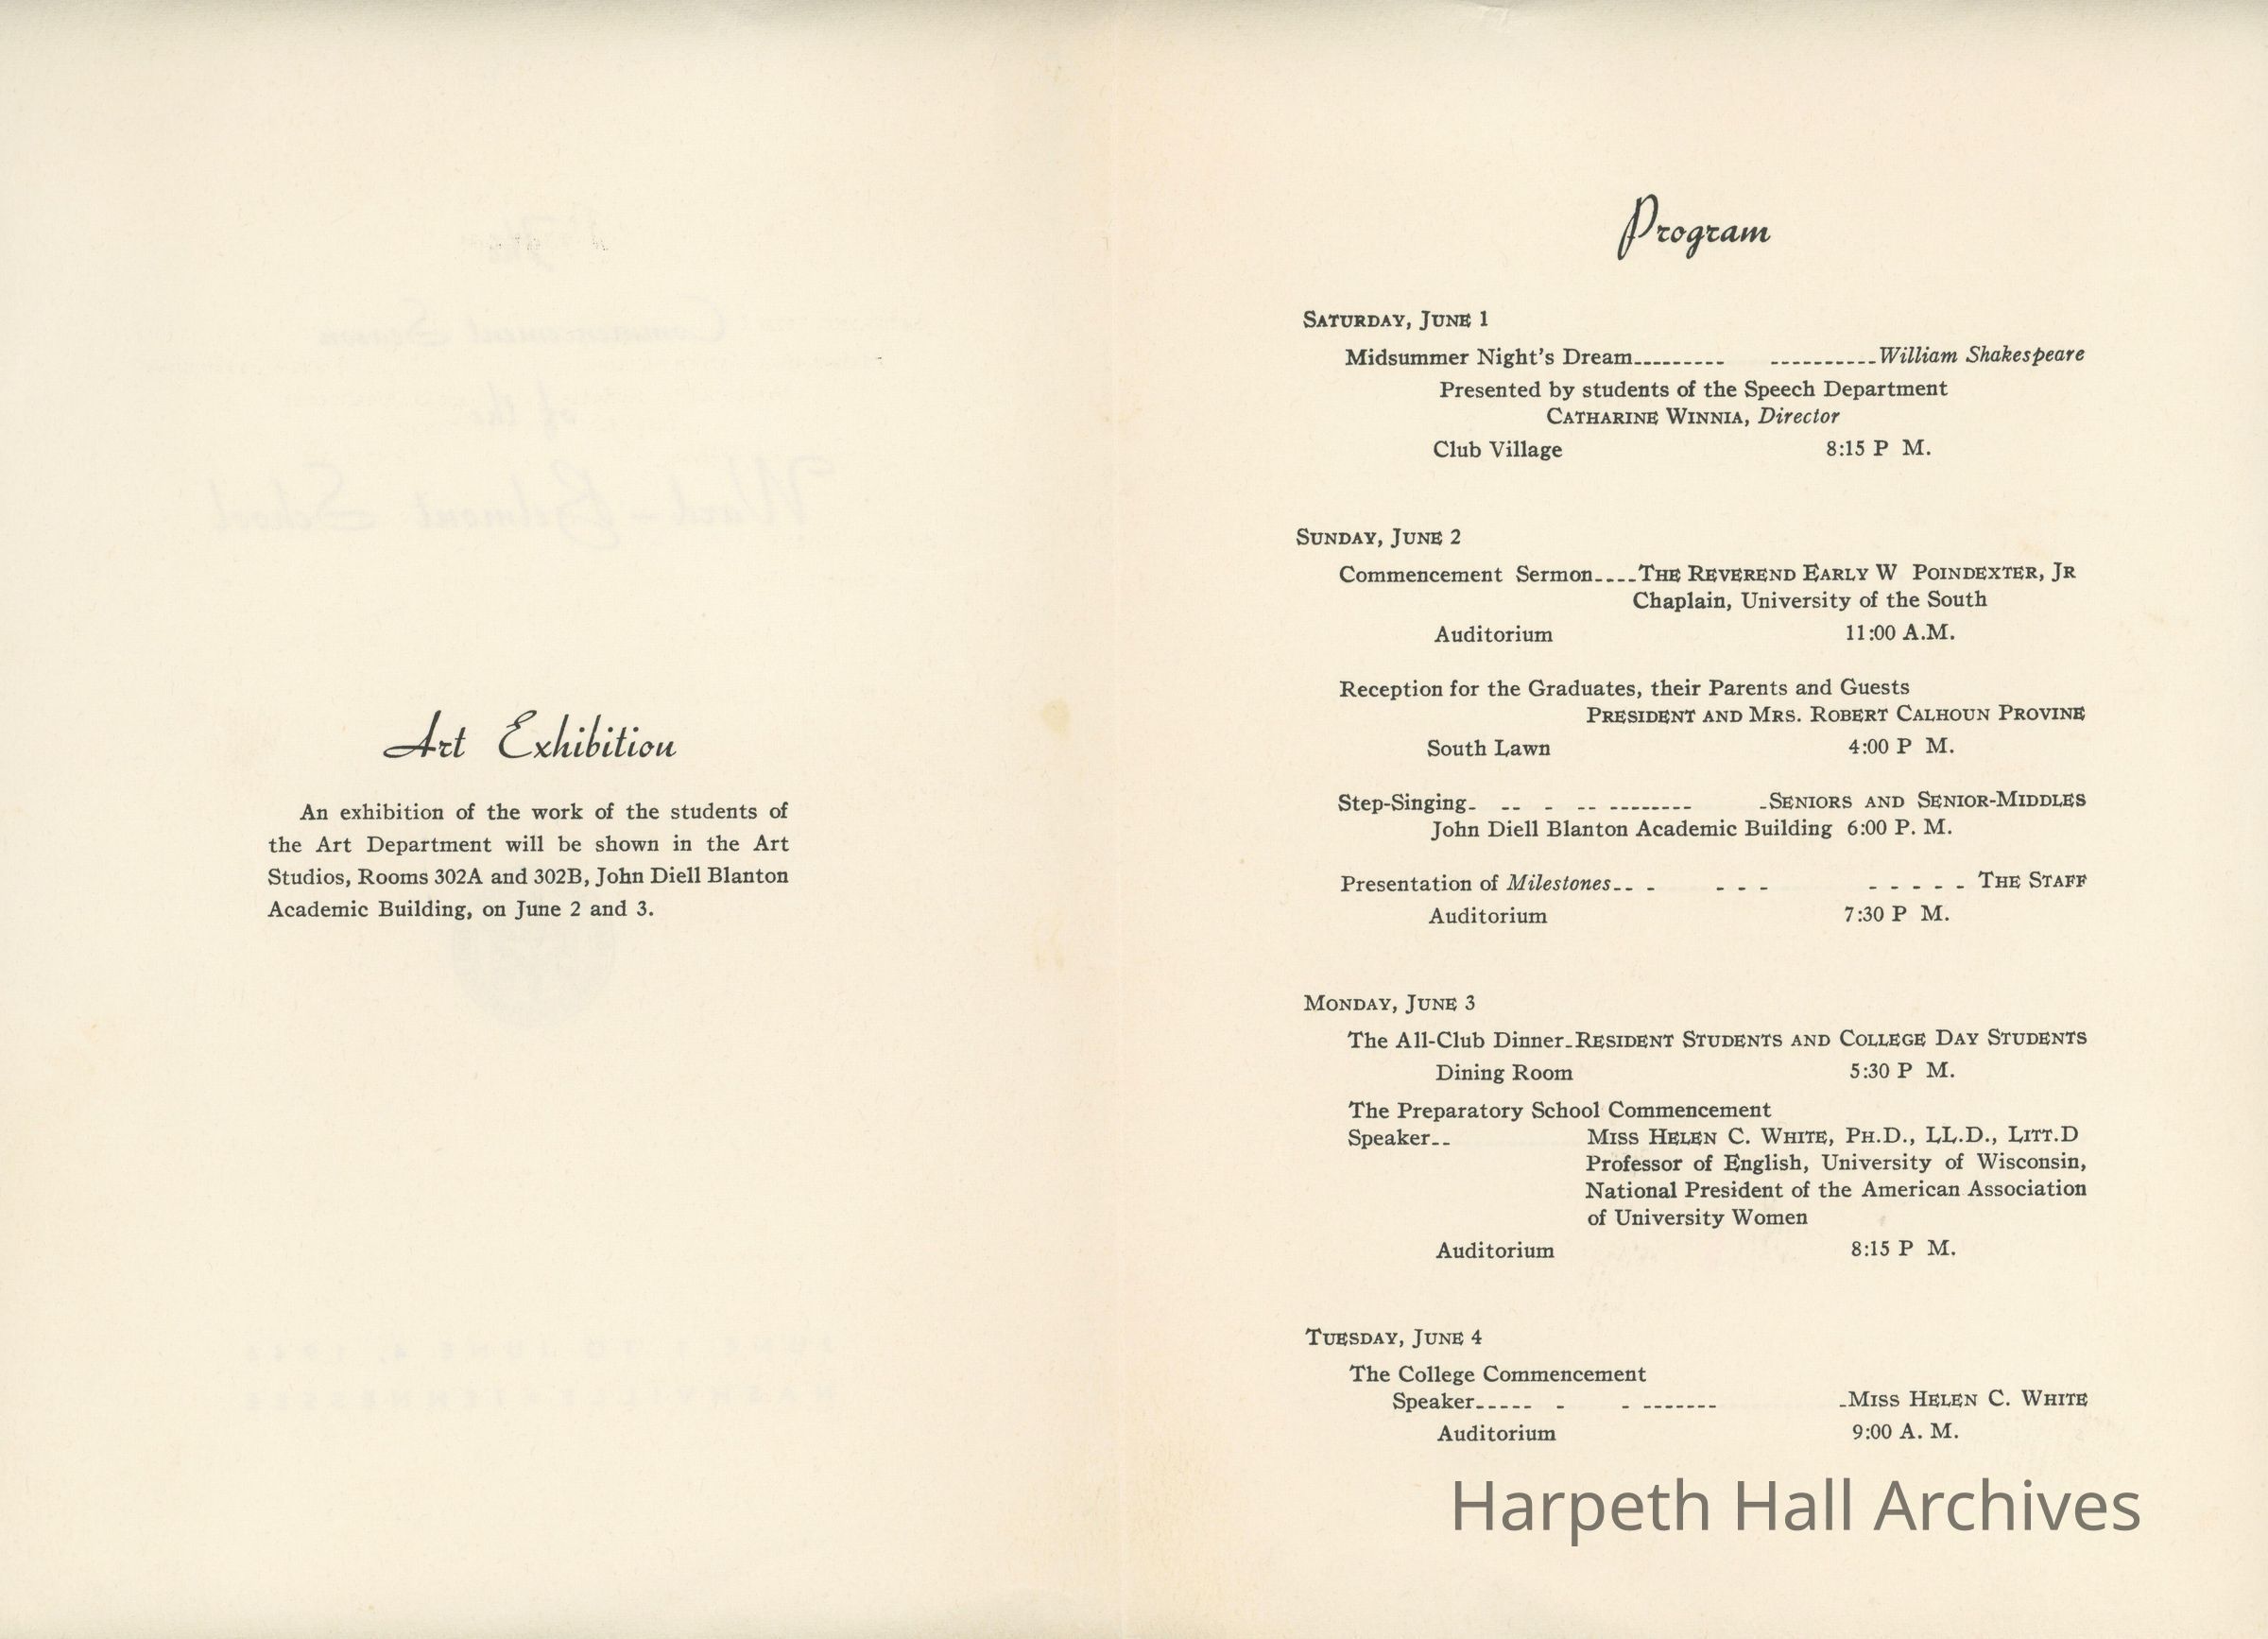 Art Exhibition
An exhibition of the work of the students of
the Art Department will be shown in the Art
Studios, Rooms 302A and 302B, John Diell Blanton
Academic Building, on June 2 and 3.
Program
SATURDAY, JUNE 1
Midsummer Night's Dream--------- ----------William Shakespeare
Presented by students of the Speech Department
CATHARINE WINNIA, Director
Club Village 8:15 P M.
SUNDAY, JUNE 2
Commencement Sermon----THE REVEREND EARLY W POINDEXTER, JR
Chaplain, University of the South
Auditorium 11:00 A.M.
Reception for the Graduates, their Parents and Guests
PRESIDENT AND MRS. ROBERT CALHOUN PROVINE
South Lawn 4:00 P M.
Step-Singing- -- - -- -------- -SENIORS AND SENIOR-MIDDLES
John Diell Blanton Academic Building 6:00 P. M.
Presentation of Milestones-- - - - - - - - - - THE STAFF
Auditorium 7:30 P M.
MONDAY, JUNE 3
The All-Club Dinner-RESIDENT STUDENTS AND COLLEGE DAY STUDENTS
Dining Room 5:30 P M.
The Preparatory School Commencement
Speaker-- MISS HELEN C. WHITE, PH.D., LL.D., LITT.D
Professor of English, University of Wisconsin,
National President of the American Association
of University Women
Auditorium 8:15 P M.
TUESDAY, JUNE 4
The College Commencement
Speaker----- - - ------- -MISS HELEN C. WHITE
Auditorium 9:00 A. M.
Harpeth Hall Archives